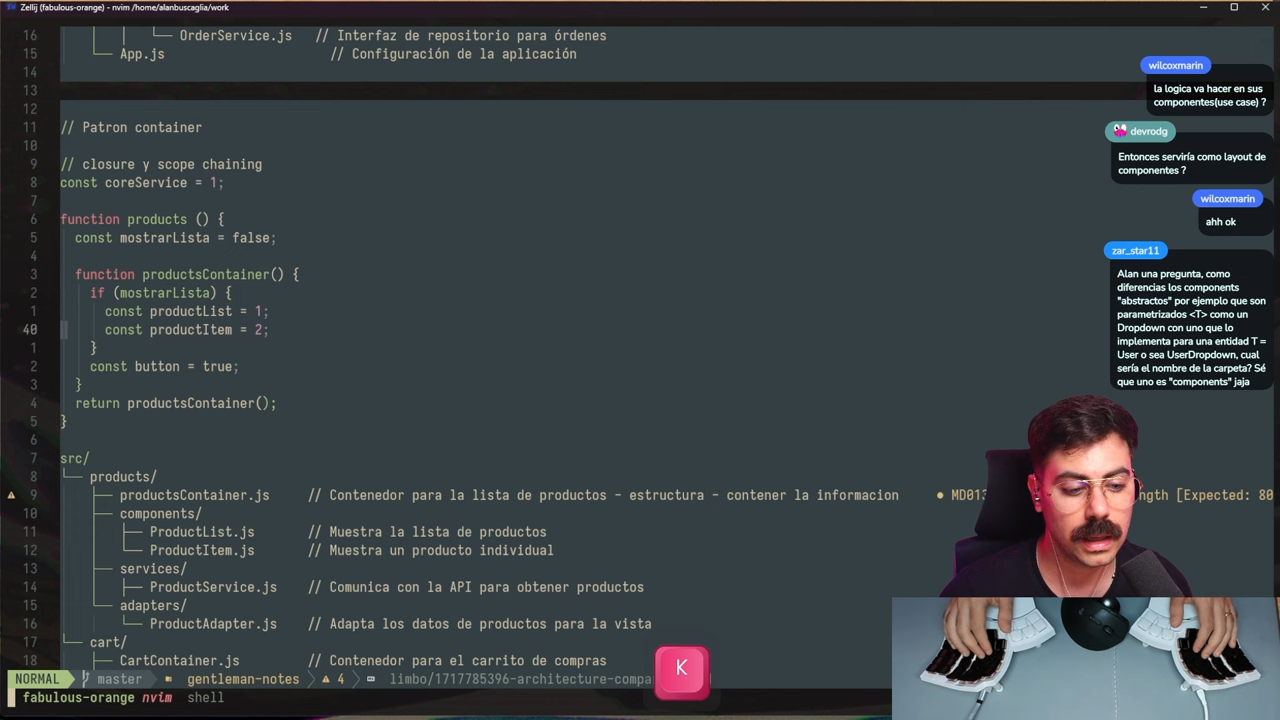 Zellij (fabulous-orange) - nvim /home/alanbuscaglia/work
16 │ │ └── OrderService.js // Interfaz de repositorio para órdenes
15 └── App.js // Configuración de la aplicación
14
13
12
11 // Patron container
10
9 // closure y scope chaining
8 const coreService = 1;
7
6 function products () {
5 const mostrarLista = false;
4
3 function productsContainer() {
2 if (mostrarLista) {
1 const productList = 1;
40 const productItem = 2;
1 }
2 const button = true;
3 }
4 return productsContainer();
5 }
6
7 src/
8 └── products/
9 ├── productsContainer.js // Contenedor para la lista de productos - estructura - contener la informacion ● MD013 ngth [Expected: 80
10 ├── components/
11 │ ├── ProductList.js // Muestra la lista de productos
12 │ └── ProductItem.js // Muestra un producto individual
13 ├── services/
14 │ ├── ProductService.js // Comunica con la API para obtener productos
15 └── adapters/
16 └── ProductAdapter.js // Adapta los datos de productos para la vista
17 └── cart/
18 ├── CartContainer.js // Contenedor para el carrito de compras
NORMAL master gentleman-notes 4 limbo/1717785396-architecture-compa
fabulous-orange nvim shell
K
wilcoxmarin
la logica va hacer en sus
componentes(use case) ?
devrodg
Entonces serviría como layout de
componentes ?
wilcoxmarin
ahh ok
zar_star11
Alan una pregunta, como
diferencias los components
"abstractos" por ejemplo que son
parametrizados <T> como un
Dropdown con uno que lo
implementa para una entidad T =
User o sea UserDropdown, cual
sería el nombre de la carpeta? Sé
que uno es "components" jaja